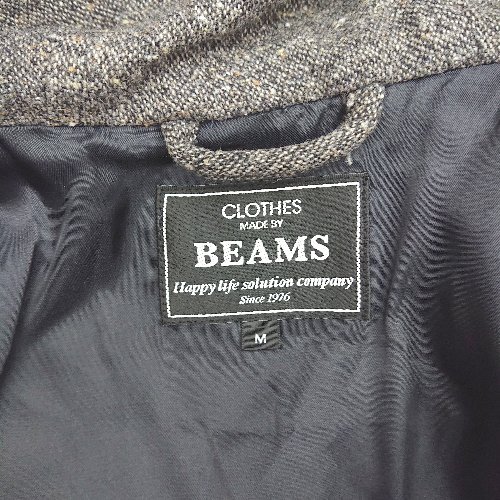 CLOTHES
MADE BY
BEAMS
Happy life solution company
Since 1976
M